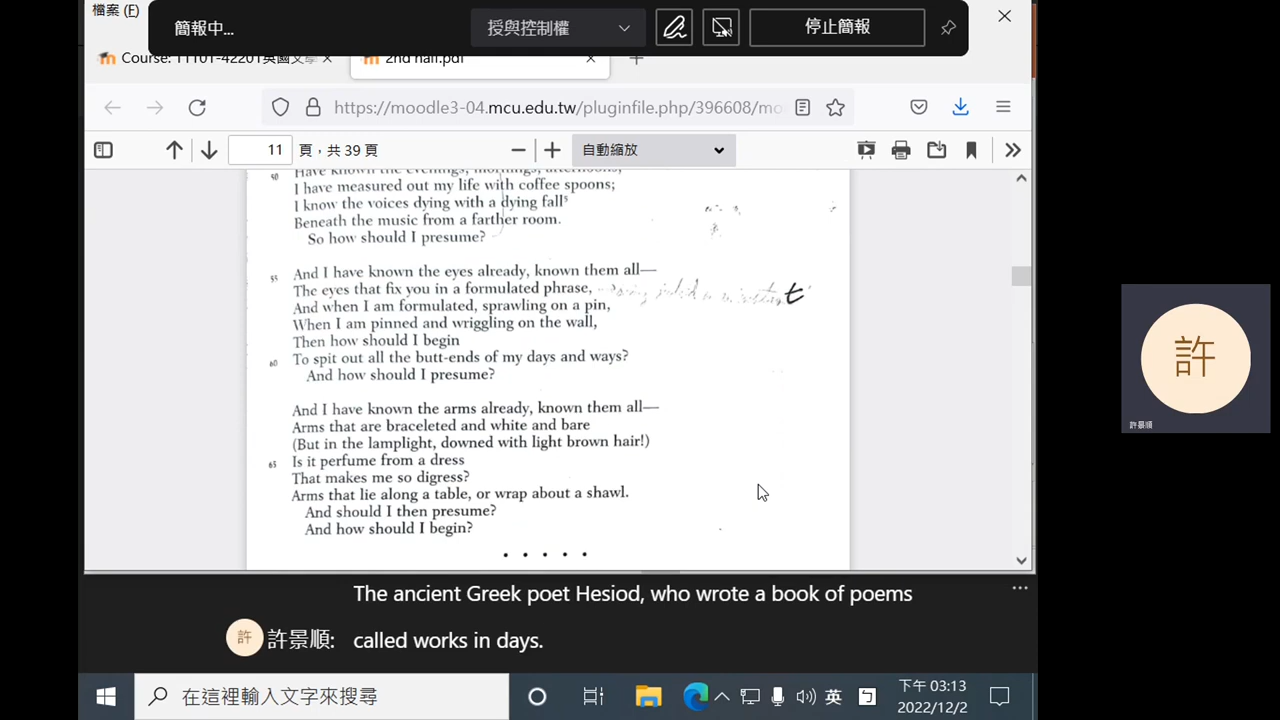 檔案 (F)
簡報中...
授與控制權
停止簡報
Course: 11101-42201英國文學
2nd half.pdf
https://moodle3-04.mcu.edu.tw/pluginfile.php/396608/mo
11 頁，共 39 頁
自動縮放
50 Have known the evenings, mornings, afternoons,
I have measured out my life with coffee spoons;
I know the voices dying with a dying fall⁵
Beneath the music from a farther room.
So how should I presume?
55 And I have known the eyes already, known them all—
The eyes that fix you in a formulated phrase,
And when I am formulated, sprawling on a pin,
When I am pinned and wriggling on the wall,
Then how should I begin
60 To spit out all the butt-ends of my days and ways?
And how should I presume?
And I have known the arms already, known them all—
Arms that are braceleted and white and bare
(But in the lamplight, downed with light brown hair!)
65 Is it perfume from a dress
That makes me so digress?
Arms that lie along a table, or wrap about a shawl.
And should I then presume?
And how should I begin?
. . . . .
許
許景順
The ancient Greek poet Hesiod, who wrote a book of poems
許 許景順: called works in days.
在這裡輸入文字來搜尋
英
ㄅ
下午 03:13
2022/12/2